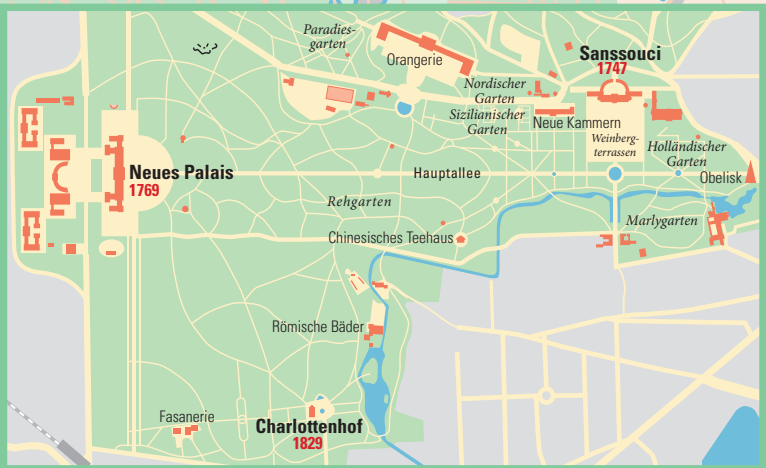 Paradies-
garten
Orangerie
Sanssouci
1747
Nordischer
Garten
Sizilianischer
Garten
Neue Kammern
Weinberg-
terrassen
Holländischer
Garten
Neues Palais
1769
Hauptallee
Obelisk
Rehgarten
Marlygarten
Chinesisches Teehaus
Römische Bäder
Fasanerie
Charlottenhof
1829